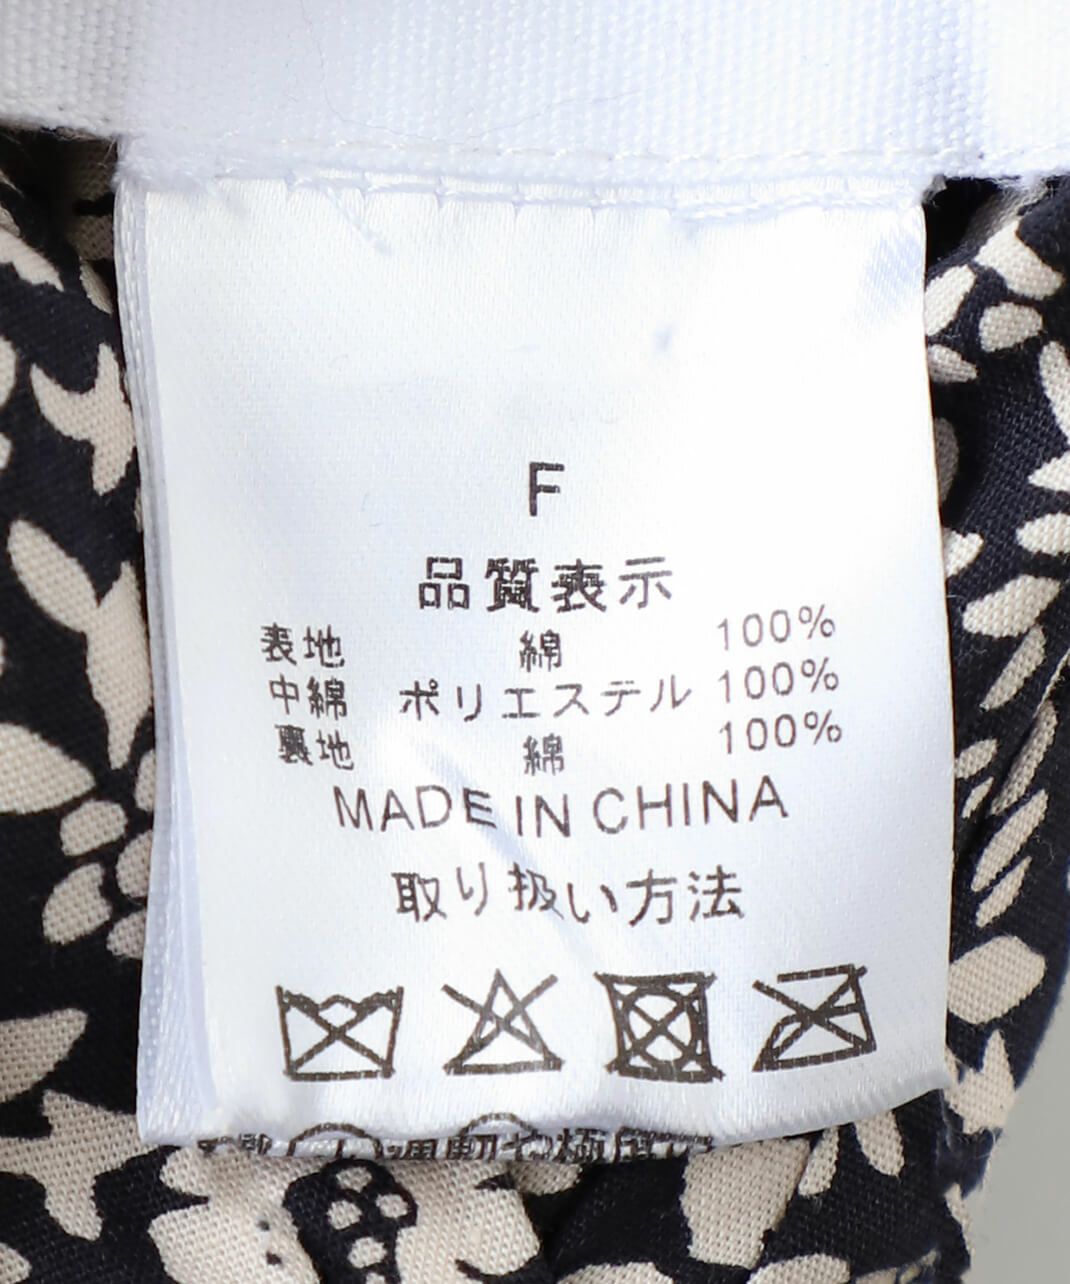 F
品質表示
表地 綿 100%
中綿 ポリエステル 100%
裏地 綿 100%
MADE IN CHINA
取り扱い方法